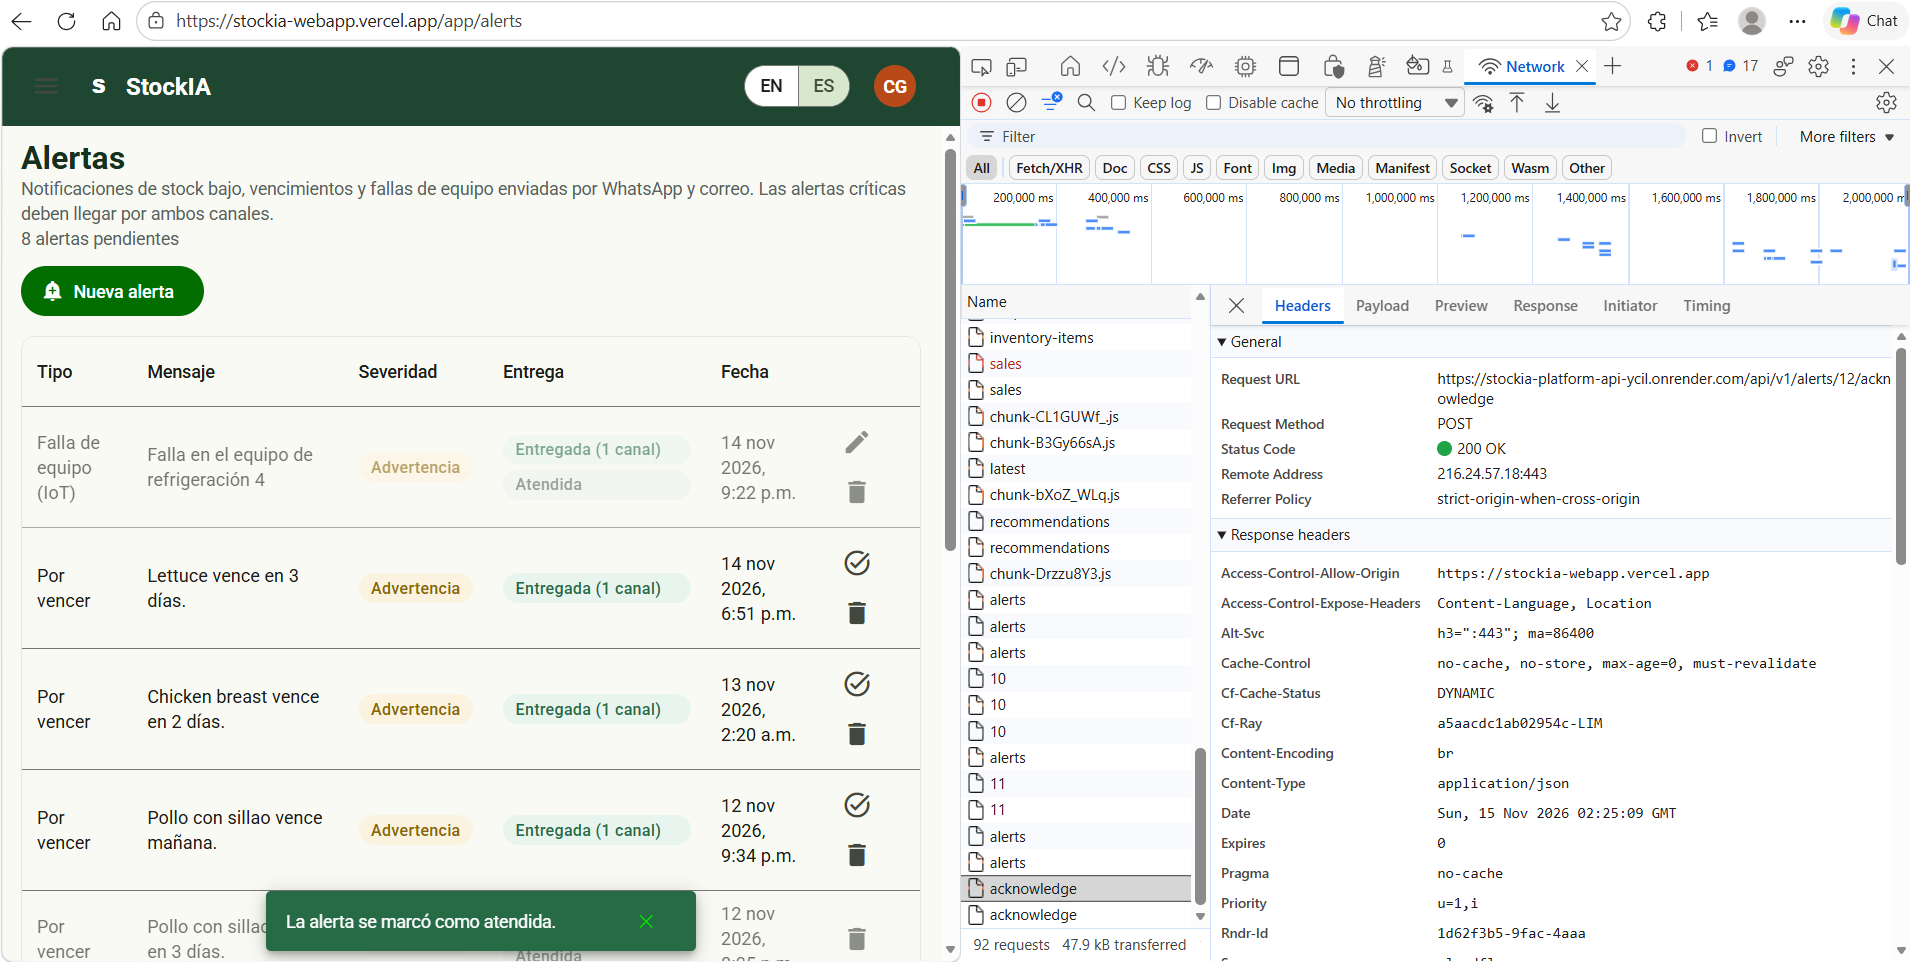 https://stockia-webapp.vercel.app/app/alerts
Chat
S StockIA
EN ES
CG
Alertas
Notificaciones de stock bajo, vencimientos y fallas de equipo enviadas por WhatsApp y correo. Las alertas críticas
deben llegar por ambos canales.
8 alertas pendientes
Nueva alerta
Tipo Mensaje Severidad Entrega Fecha
Falla de
equipo
(IoT)
Falla en el equipo de
refrigeración 4
Advertencia
Entregada (1 canal)
Atendida
14 nov
2026,
9:22 p.m.
Por
vencer
Lettuce vence en 3
días.
Advertencia
Entregada (1 canal)
14 nov
2026,
6:51 p.m.
Por
vencer
Chicken breast vence
en 2 días.
Advertencia
Entregada (1 canal)
13 nov
2026,
2:20 a.m.
Por
vencer
Pollo con sillao vence
mañana.
Advertencia
Entregada (1 canal)
12 nov
2026,
9:34 p.m.
Por
vencer
Pollo con
en 3 días.
Atendida
12 nov
2026,
La alerta se marcó como atendida.
Network
1 17
Keep log Disable cache No throttling
Filter
Invert More filters
All Fetch/XHR Doc CSS JS Font Img Media Manifest Socket Wasm Other
200,000 ms 400,000 ms 600,000 ms 800,000 ms 1,000,000 ms 1,200,000 ms 1,400,000 ms 1,600,000 ms 1,800,000 ms 2,000,000
Name
inventory-items
sales
sales
chunk-CL1GUWf_.js
chunk-B3Gy66sA.js
latest
chunk-bXoZ_WLq.js
recommendations
recommendations
chunk-Drzzu8Y3.js
alerts
alerts
alerts
10
10
10
alerts
11
11
alerts
alerts
acknowledge
acknowledge
92 requests 47.9 kB transferred
Headers Payload Preview Response Initiator Timing
General
Request URL https://stockia-platform-api-ycil.onrender.com/api/v1/alerts/12/ackn
owledge
Request Method POST
Status Code 200 OK
Remote Address 216.24.57.18:443
Referrer Policy strict-origin-when-cross-origin
Response headers
Access-Control-Allow-Origin https://stockia-webapp.vercel.app
Access-Control-Expose-Headers Content-Language, Location
Alt-Svc h3=":443"; ma=86400
Cache-Control no-cache, no-store, max-age=0, must-revalidate
Cf-Cache-Status DYNAMIC
Cf-Ray a5aacdc1ab02954c-LIM
Content-Encoding br
Content-Type application/json
Date Sun, 15 Nov 2026 02:25:09 GMT
Expires 0
Pragma no-cache
Priority u=1,i
Rndr-Id 1d62f3b5-9fac-4aaa